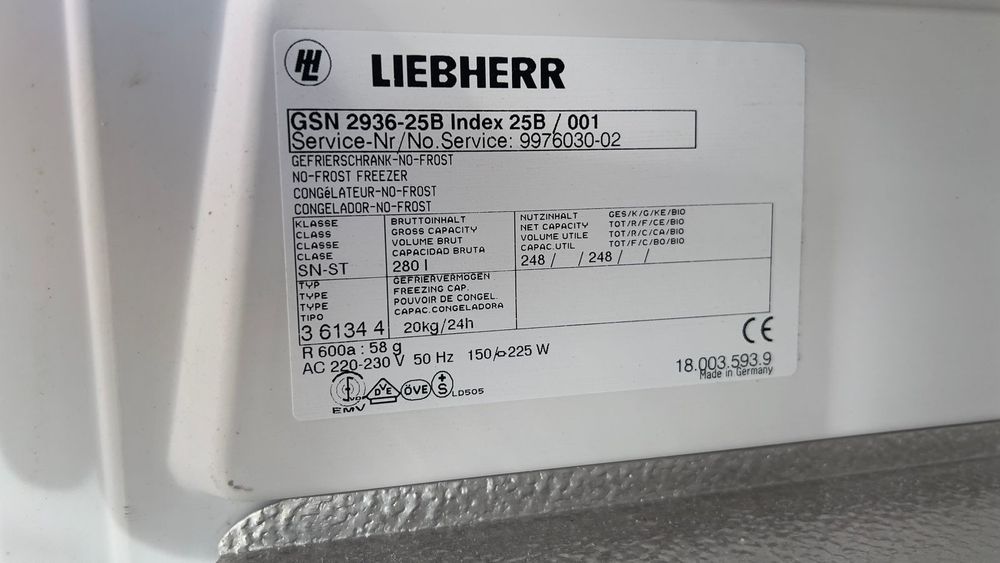 LIEBHERR
GSN 2936-25B Index 25B / 001
Service-Nr/No.Service: 9976030-02
GEFRIERSCHRANK-NO-FROST
NO-FROST FREEZER
CONGéLATEUR-NO-FROST
CONGELADOR-NO-FROST
KLASSE
CLASS
CLASSE
CLASE
SN-ST
BRUTTOINHALT
GROSS CAPACITY
VOLUME BRUT
CAPACIDAD BRUTA
280 l
NUTZINHALT GES/K/G/KE/BIO
NET CAPACITY TOT/R/F/CE/BIO
VOLUME UTILE TOT/R/C/CA/BIO
CAPAC.UTIL TOT/F/C/BO/BIO
248 / / 248 / /
TYP
TYPE
TYPE
TIPO
3 6134 4
GEFRIERVERMÖGEN
FREEZING CAP.
POUVOIR DE CONGEL.
CAPAC.CONGELADORA
20kg/24h
R 600a : 58 g
AC 220-230 V 50 Hz 150/225 W
CE
18.003.593.9
Made in Germany
EMV
DVE
ÖVE
+S
LD505